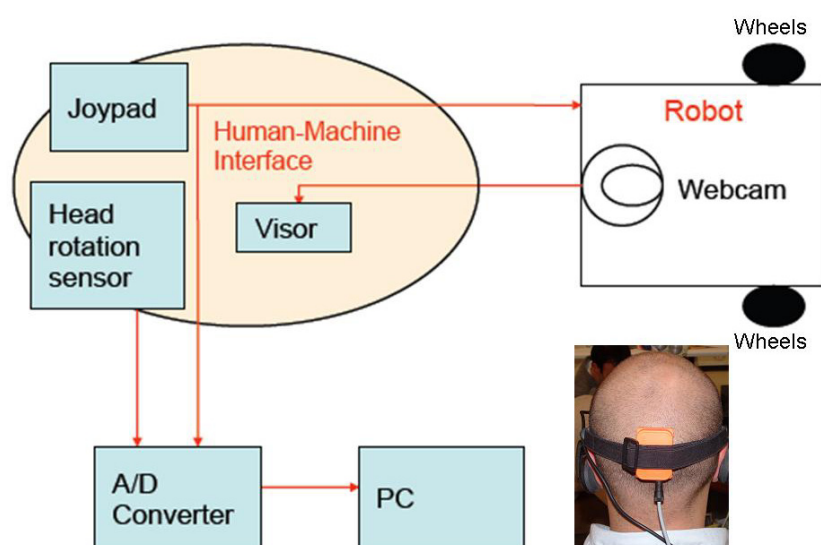 Wheels
Joypad
Robot
Human-Machine
Interface
Webcam
Head
rotation
sensor
Visor
Wheels
A/D
Converter
PC